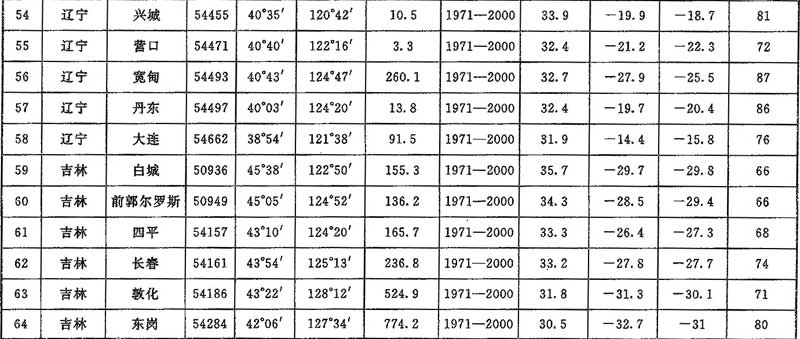 54 辽宁 兴城 54455 40°35′ 120°42′ 10.5 1971—2000 33.9 −19.9 −18.7 81
55 辽宁 营口 54471 40°40′ 122°16′ 3.3 1971—2000 32.4 −21.2 −22.3 72
56 辽宁 宽甸 54493 40°43′ 124°47′ 260.1 1971—2000 32.7 −27.9 −25.5 87
57 辽宁 丹东 54497 40°03′ 124°20′ 13.8 1971—2000 32.4 −19.7 −20.4 86
58 辽宁 大连 54662 38°54′ 121°38′ 91.5 1971—2000 31.9 −14.4 −15.8 76
59 吉林 白城 50936 45°38′ 122°50′ 155.3 1971—2000 35.7 −29.7 −29.8 66
60 吉林 前郭尔罗斯 50949 45°05′ 124°52′ 136.2 1971—2000 34.3 −28.5 −29.4 66
61 吉林 四平 54157 43°10′ 124°20′ 165.7 1971—2000 33.3 −26.4 −27.3 68
62 吉林 长春 54161 43°54′ 125°13′ 236.8 1971—2000 33.2 −27.8 −27.7 74
63 吉林 敦化 54186 43°22′ 128°12′ 524.9 1971—2000 31.8 −31.3 −30.1 71
64 吉林 东岗 54284 42°06′ 127°34′ 774.2 1971—2000 30.5 −32.7 −31 80